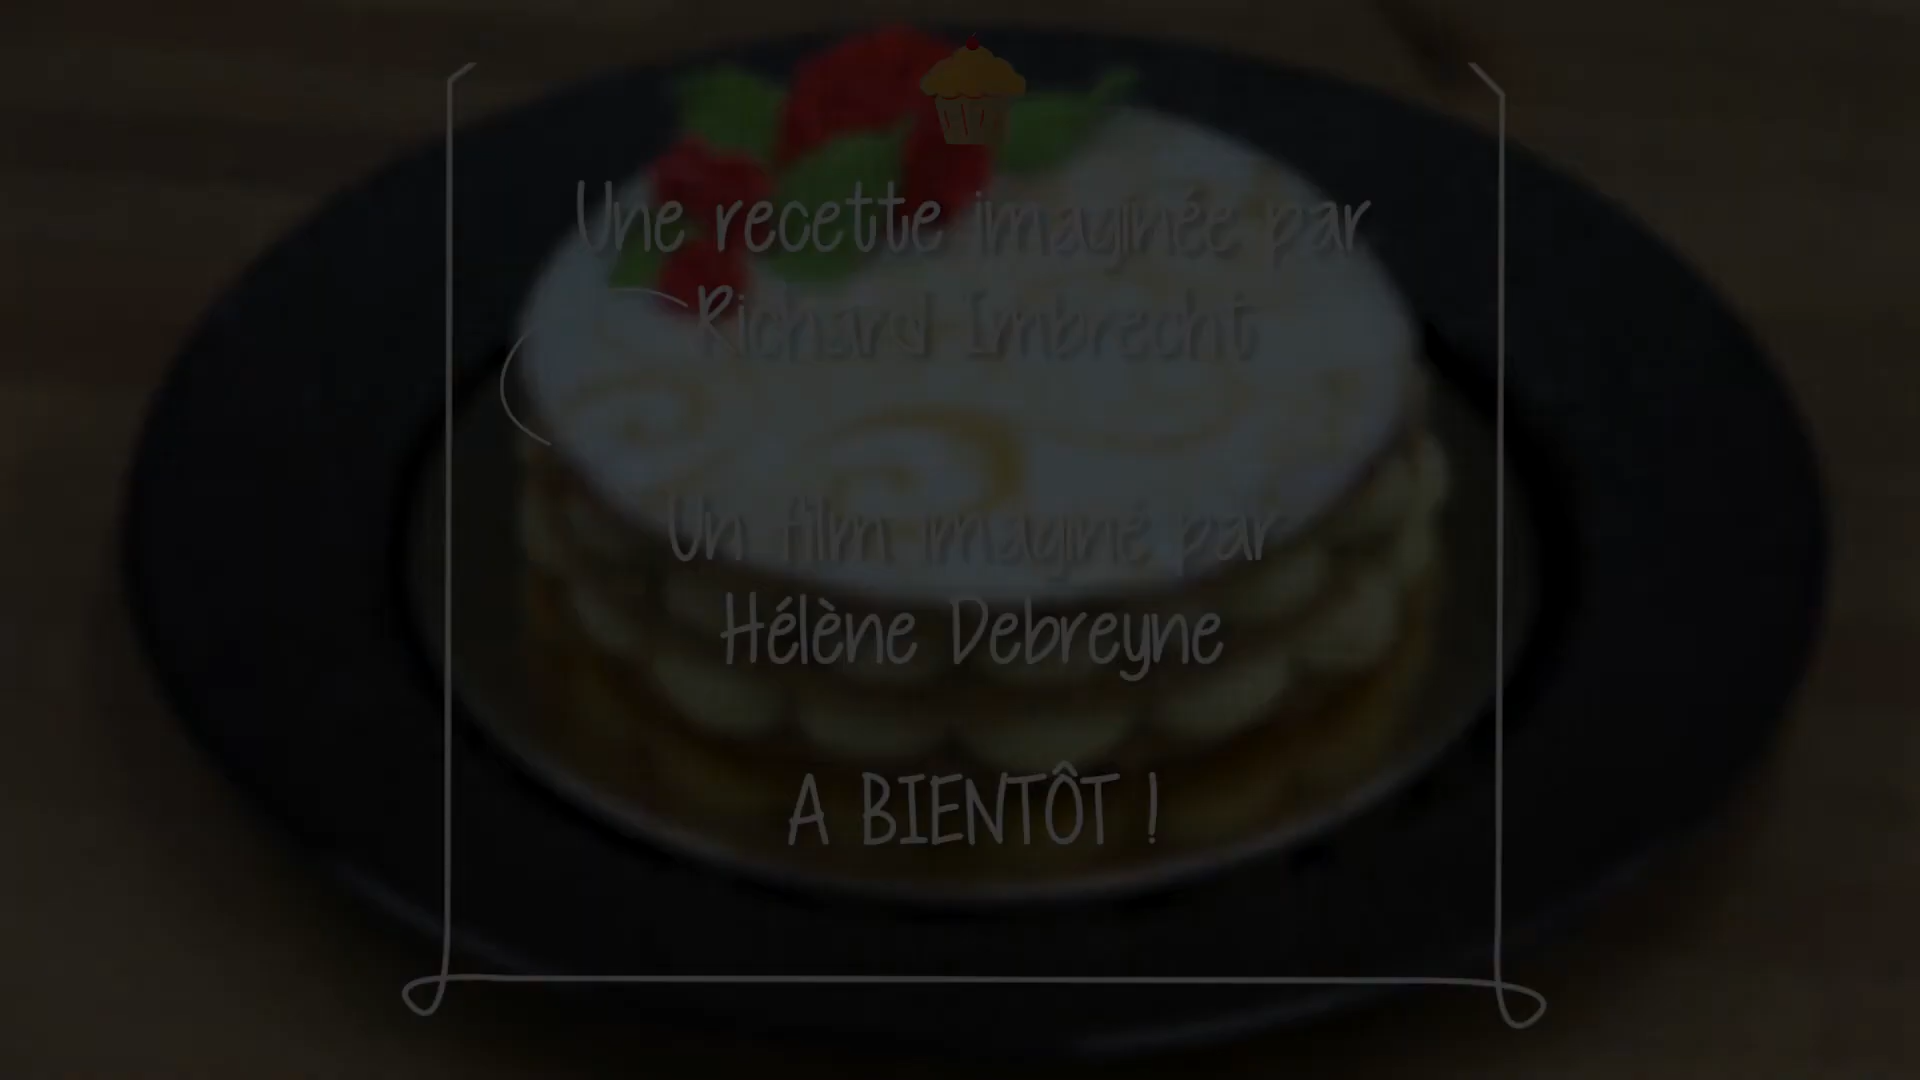 Une recette imaginée par
Richard Imbrecht
Un film imaginé par
Hélène Debreyne
A BIENTÔT !